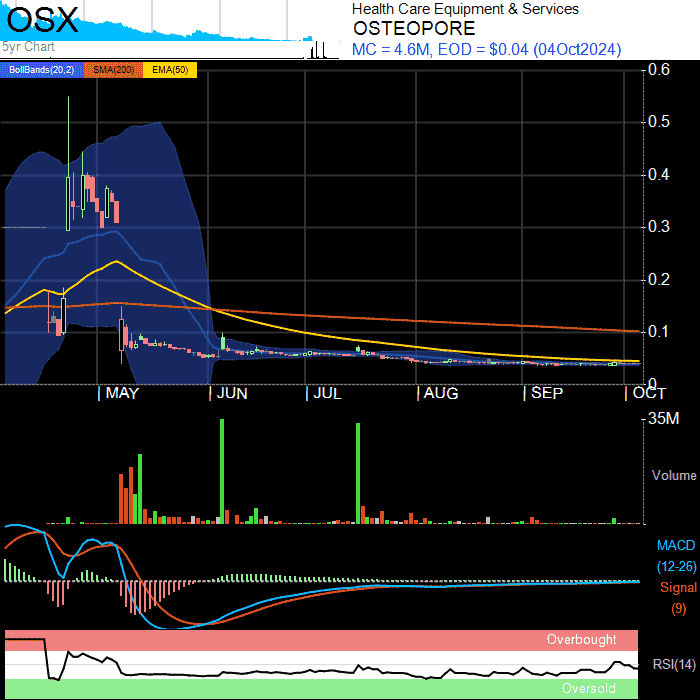 OSX
5yr Chart
Health Care Equipment & Services
OSTEOPORE
MC = 4.6M, EOD = $0.04 (04Oct2024)
BollBands(20,2) SMA(200) EMA(50)
0.6
0.5
0.4
0.3
0.2
0.1
0
MAY JUN JUL AUG SEP OCT
35M
Volume
MACD
(12-26)
Signal
(9)
Overbought
RSI(14)
Oversold